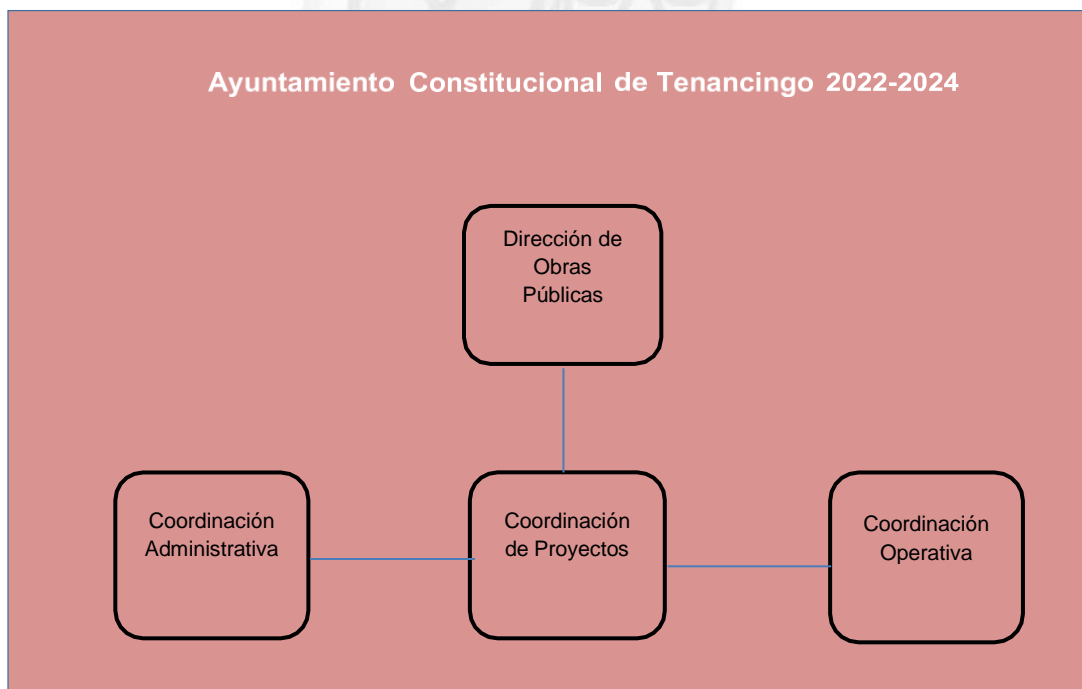 Ayuntamiento Constitucional de Tenancingo 2022-2024
Dirección de
Obras
Públicas
Coordinación
Administrativa
Coordinación
de Proyectos
Coordinación
Operativa